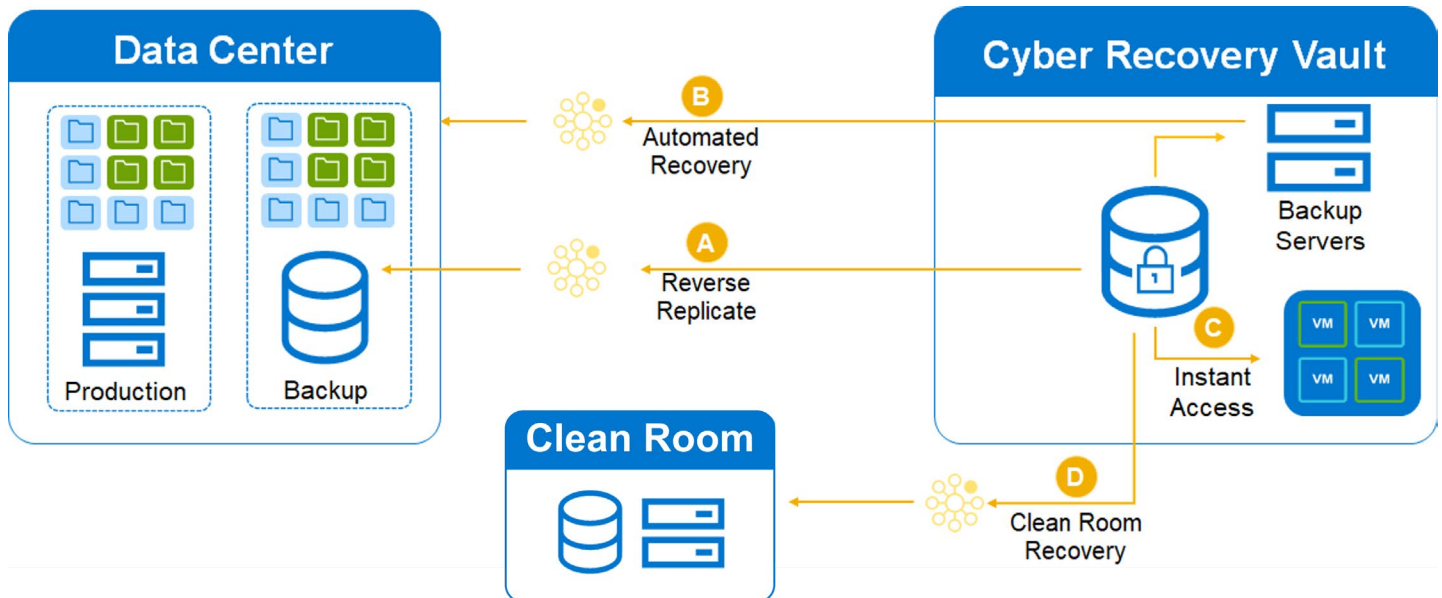 Data Center
Cyber Recovery Vault
B
Automated
Recovery
A
Reverse
Replicate
Production
Backup
1
Backup
Servers
C
Instant
Access
VM
VM
VM
VM
Clean Room
D
Clean Room
Recovery